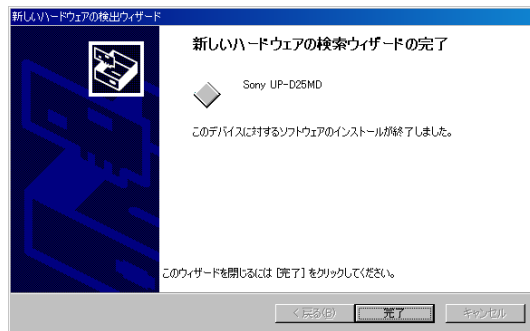 新しいハードウェアの検出ウィザード
新しいハードウェアの検索ウィザードの完了
Sony UP-D25MD
このデバイスに対するソフトウェアのインストールが終了しました。
このウィザードを閉じるには [完了] をクリックしてください。
< 戻る(B)
完了
キャンセル